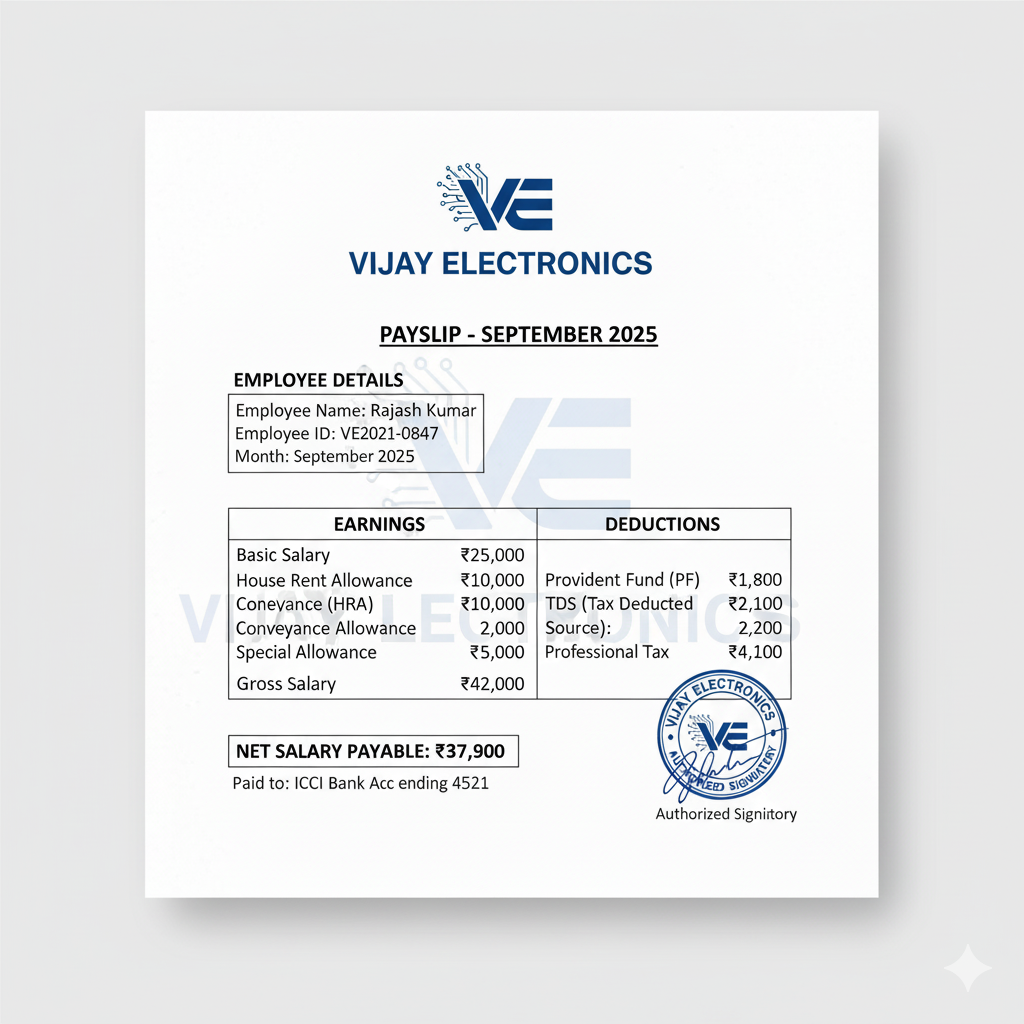 VE
VIJAY ELECTRONICS
PAYSLIP - SEPTEMBER 2025
EMPLOYEE DETAILS
Employee Name: Rajash Kumar
Employee ID: VE2021-0847
Month: September 2025
VE
EARNINGS DEDUCTIONS
Basic Salary ₹25,000
House Rent Allowance ₹10,000 Provident Fund (PF) ₹1,800
Coneyance (HRA) ₹10,000 TDS (Tax Deducted ₹2,100
Conveyance Allowance 2,000 Source): 2,200
Special Allowance ₹5,000 Professional Tax ₹4,100
VIJAY ELECTRONICS
Gross Salary ₹42,000
NET SALARY PAYABLE: ₹37,900
Paid to: ICCI Bank Acc ending 4521
VIJAY ELECTRONICS
VE
Authorized Signiitory